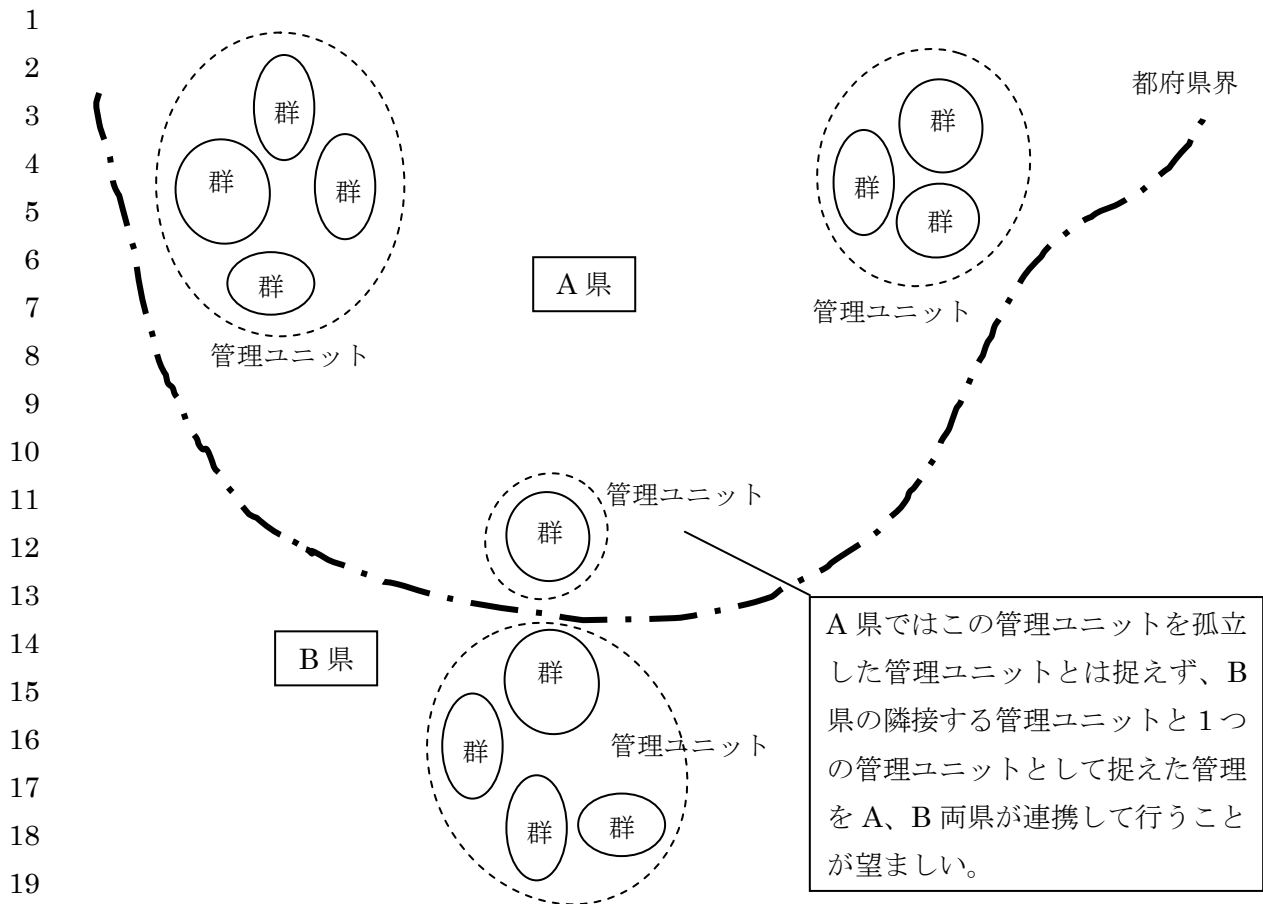 1
2
3
4
5
6
7
8
9
10
11
12
13
14
15
16
17
18
19
都府県界
群
群
群
群
管理ユニット
群
群
群
管理ユニット
A 県
管理ユニット
群
B 県
群
群
管理ユニット
群
群
A 県ではこの管理ユニットを孤立
した管理ユニットとは捉えず、B
県の隣接する管理ユニットと 1 つ
の管理ユニットとして捉えた管理
を A、B 両県が連携して行うこと
が望ましい。